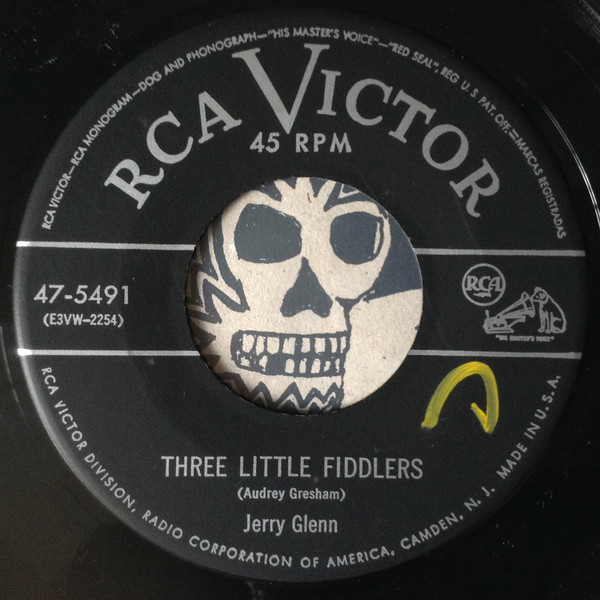 RCA VICTOR—RCA MONOGRAM—DOG AND PHONOGRAPH—"HIS MASTER'S VOICE"—"RED SEAL", REG U.S. PAT. OFF.—MARCAS REGISTRADAS
RCA VICTOR
45 RPM
47-5491
(E3VW-2254)
RCA
"HIS MASTER'S VOICE"
THREE LITTLE FIDDLERS
(Audrey Gresham)
Jerry Glenn
RCA VICTOR DIVISION, RADIO CORPORATION OF AMERICA, CAMDEN, N. J. MADE IN U.S.A.